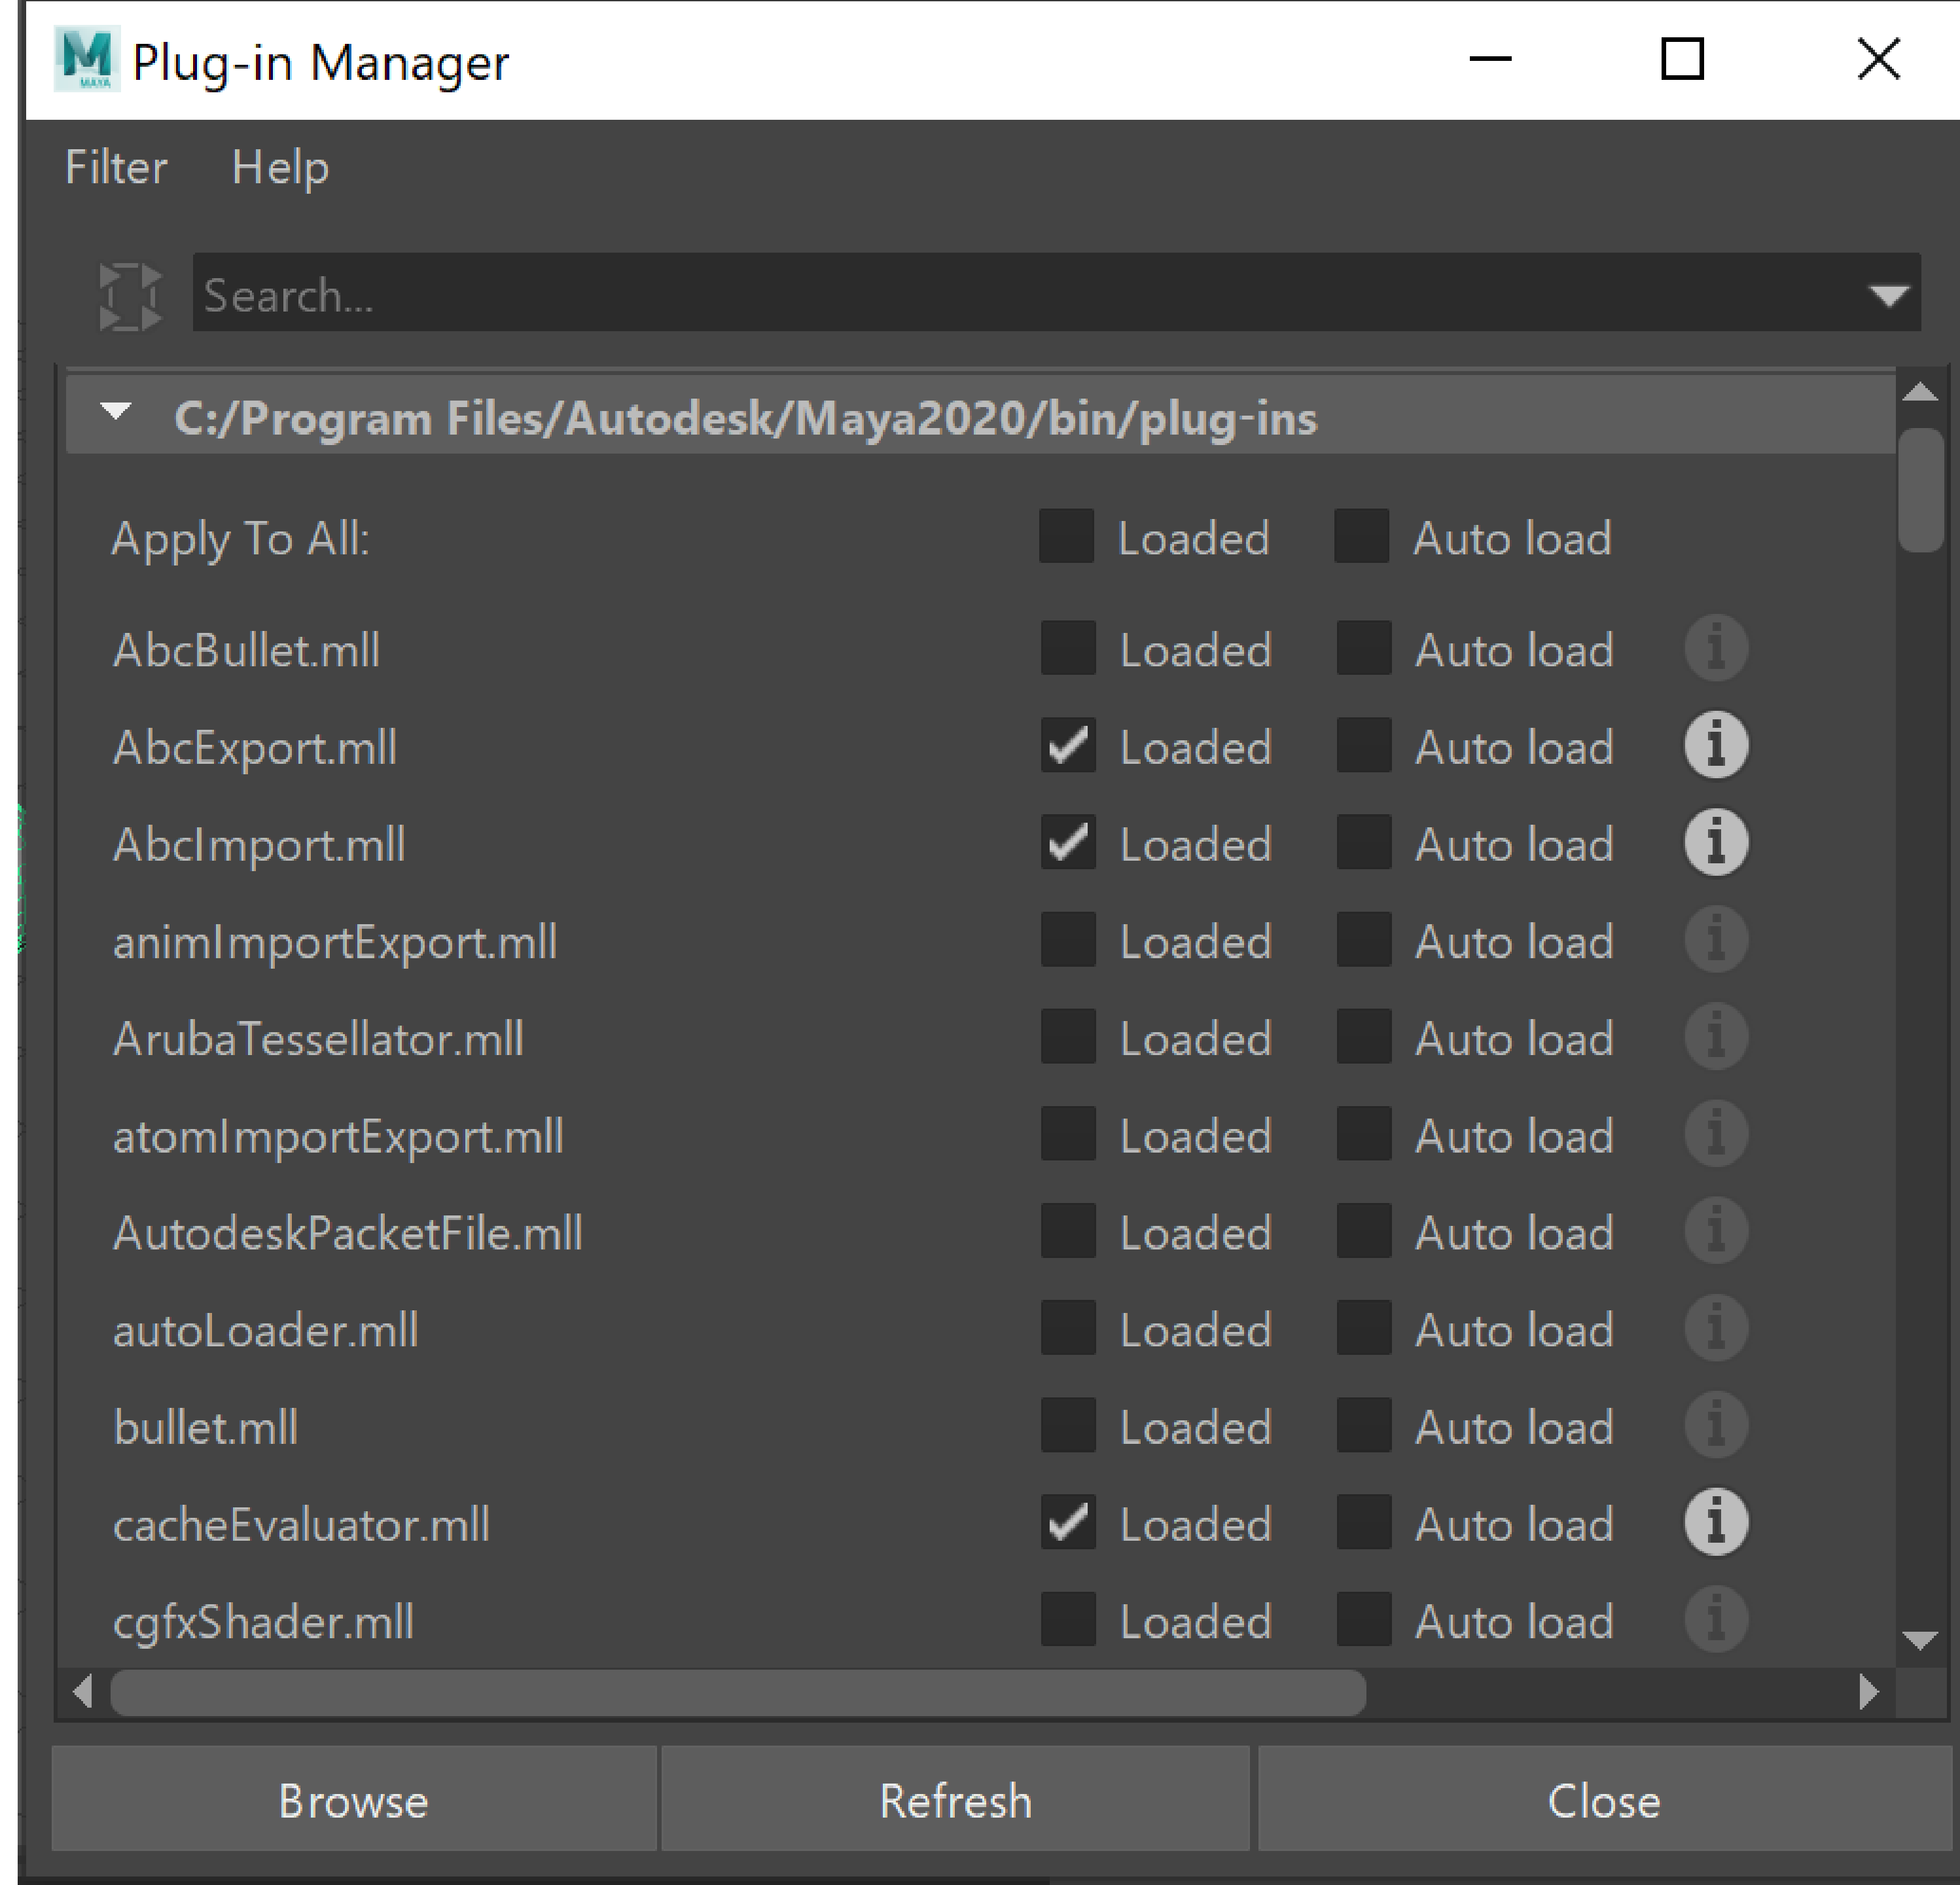 Plug-in Manager
MAYA
Filter Help
Search...
C:/Program Files/Autodesk/Maya2020/bin/plug-ins
Apply To All: Loaded Auto load
AbcBullet.mll Loaded Auto load
AbcExport.mll Loaded Auto load
AbcImport.mll Loaded Auto load
animImportExport.mll Loaded Auto load
ArubaTessellator.mll Loaded Auto load
atomImportExport.mll Loaded Auto load
AutodeskPacketFile.mll Loaded Auto load
autoLoader.mll Loaded Auto load
bullet.mll Loaded Auto load
cacheEvaluator.mll Loaded Auto load
cgfxShader.mll Loaded Auto load
Browse Refresh Close